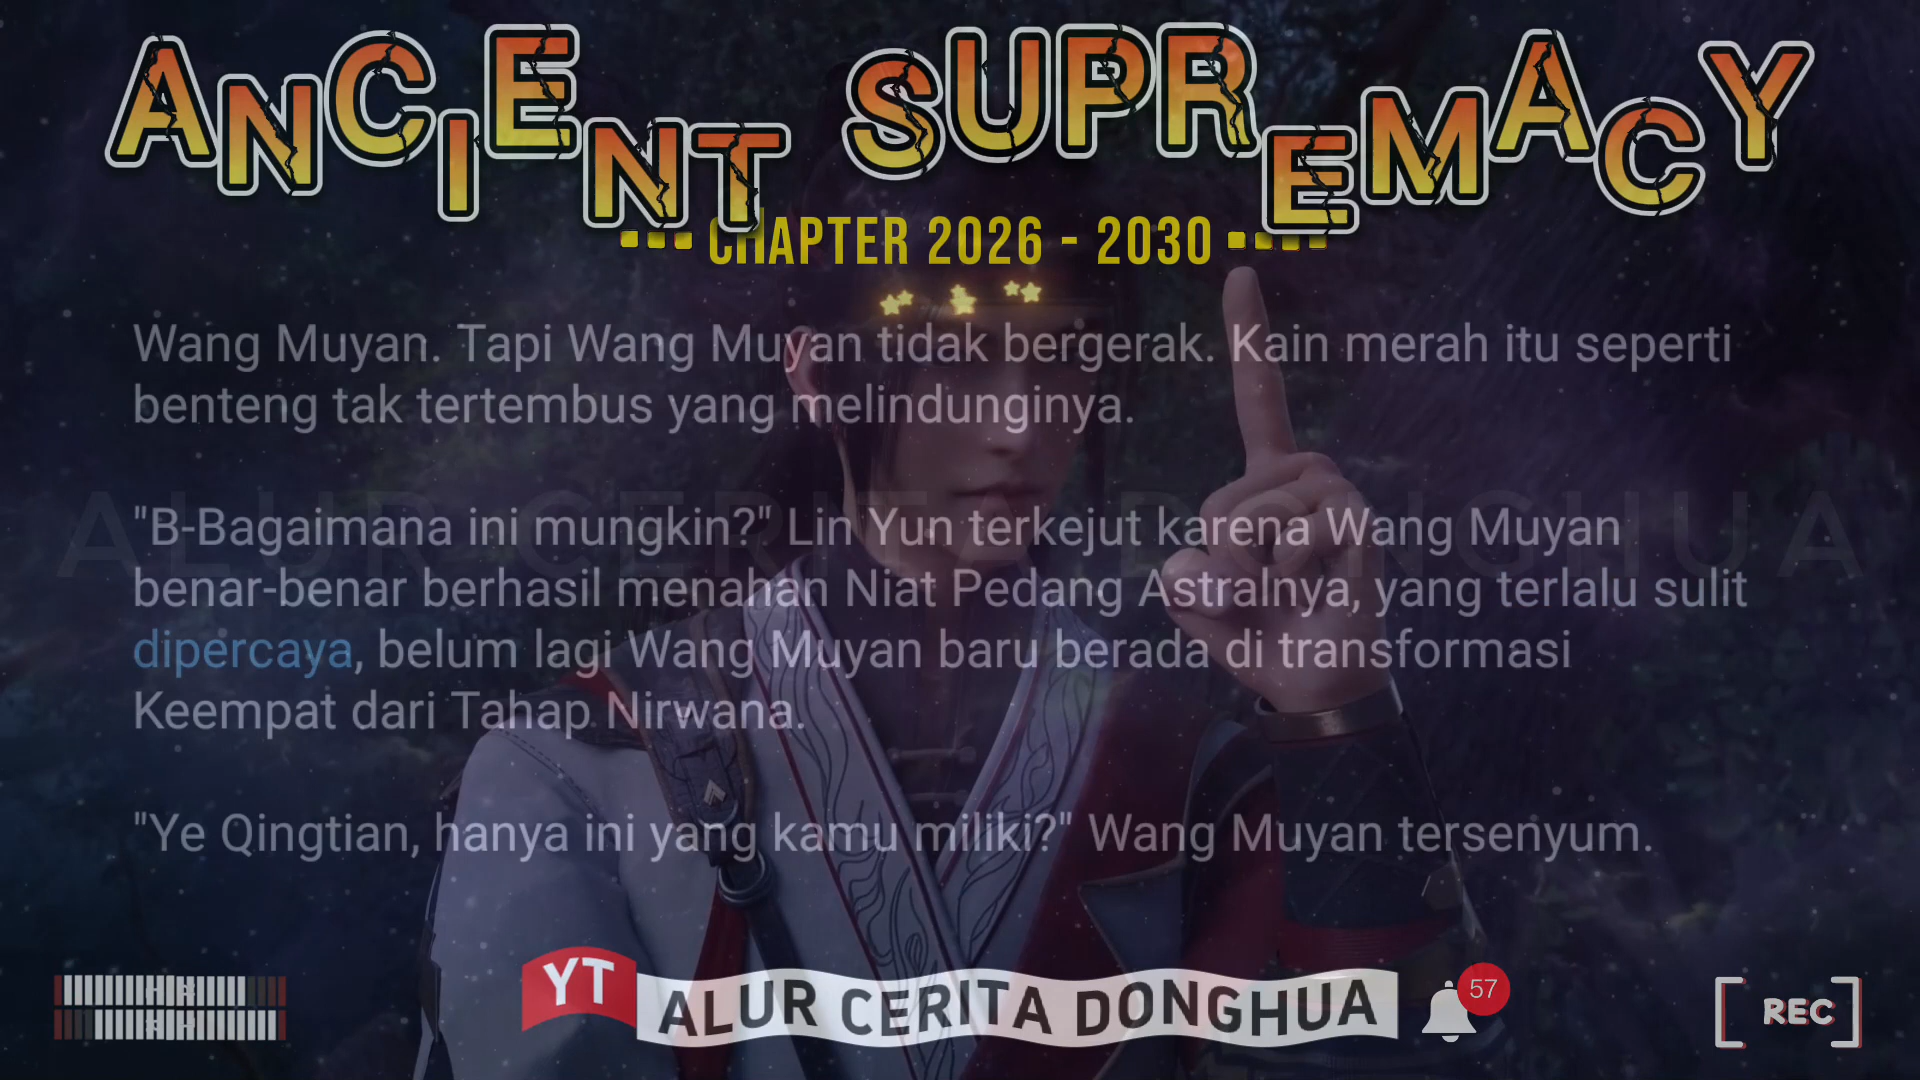 ANCIENT SUPREMACY
CHAPTER 2026 - 2030
Wang Muyan. Tapi Wang Muyan tidak bergerak. Kain merah itu seperti
benteng tak tertembus yang melindunginya.
"B-Bagaimana ini mungkin?" Lin Yun terkejut karena Wang Muyan
benar-benar berhasil menahan Niat Pedang Astralnya, yang terlalu sulit
dipercaya, belum lagi Wang Muyan baru berada di transformasi
Keempat dari Tahap Nirwana.
"Ye Qingtian, hanya ini yang kamu miliki?" Wang Muyan tersenyum.
ALUR CERITA DONGHUA
YT ALUR CERITA DONGHUA
57
REC